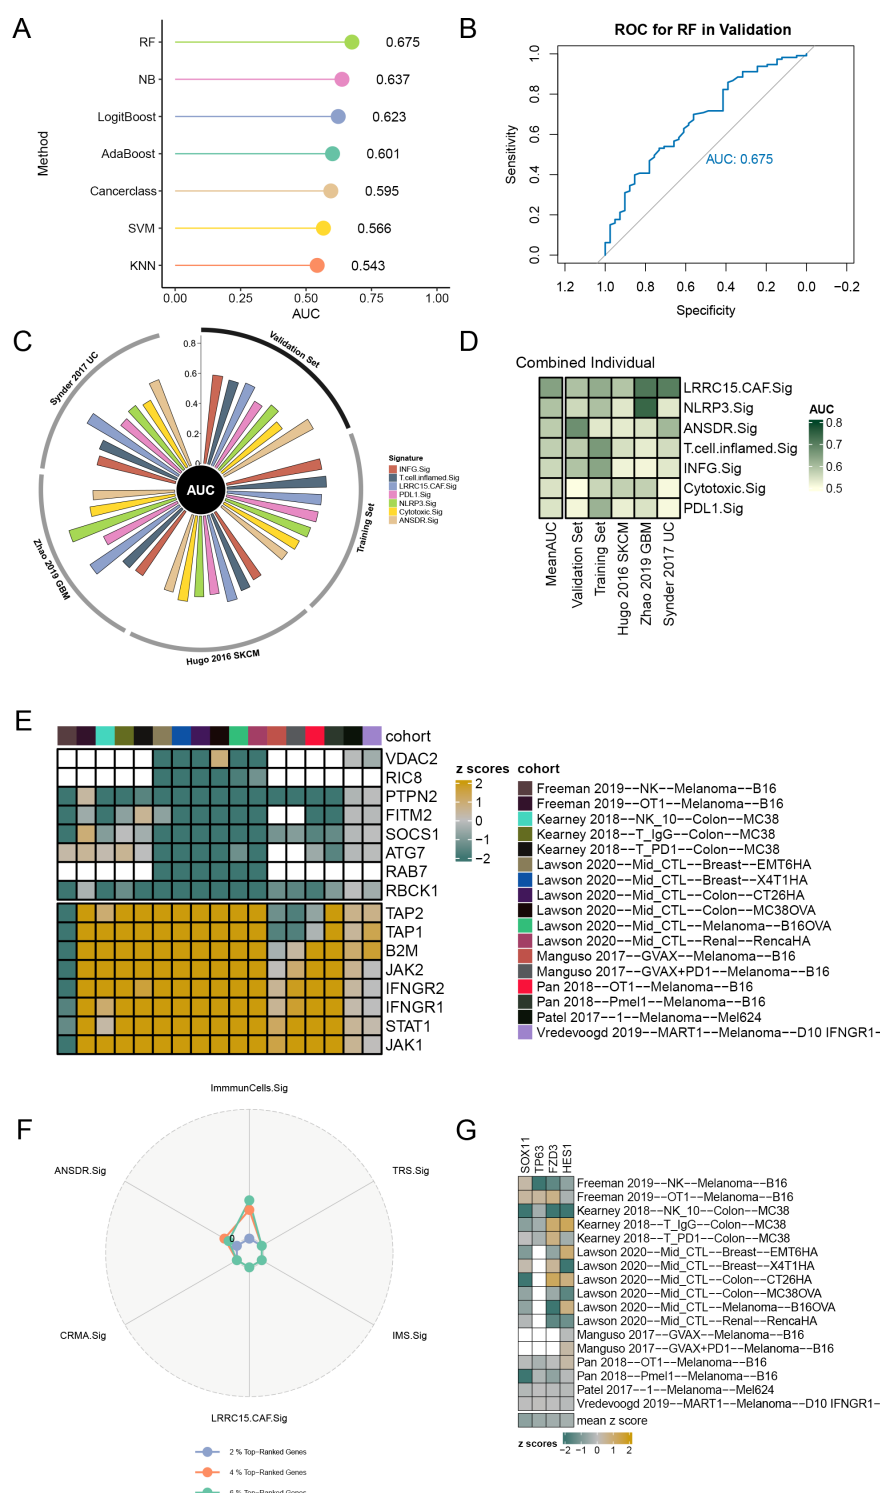 A
RF
0.675
NB
0.637
LogitBoost
0.623
AdaBoost
0.601
Cancerclass
0.595
SVM
0.566
KNN
0.543
Method
0.00
0.25
0.50
0.75
1.00
AUC
B
ROC for RF in Validation
Sensitivity
0.0
0.2
0.4
0.6
0.8
1.0
AUC: 0.675
1.2
1.0
0.8
0.6
0.4
0.2
0.0
−0.2
Specificity
C
Validation Set
Training Set
Hugo 2016 SKCM
Zhao 2019 GBM
Synder 2017 UC
0.8
0.6
0.4
0.2
0
AUC
Signature
INFG.Sig
T.cell.inflamed.Sig
LRRC15.CAF.Sig
PDL1.Sig
NLRP3.Sig
Cytotoxic.Sig
ANSDR.Sig
D
Combined Individual
LRRC15.CAF.Sig
NLRP3.Sig
ANSDR.Sig
T.cell.inflamed.Sig
INFG.Sig
Cytotoxic.Sig
PDL1.Sig
MeanAUC
Validation Set
Training Set
Hugo 2016 SKCM
Zhao 2019 GBM
Synder 2017 UC
AUC
0.8
0.7
0.6
0.5
E
cohort
VDAC2
RIC8
PTPN2
FITM2
SOCS1
ATG7
RAB7
RBCK1
TAP2
TAP1
B2M
JAK2
IFNGR2
IFNGR1
STAT1
JAK1
z scores
2
1
0
−1
−2
cohort
Freeman 2019−−NK−−Melanoma−−B16
Freeman 2019−−OT1−−Melanoma−−B16
Kearney 2018−−NK_10−−Colon−−MC38
Kearney 2018−−T_IgG−−Colon−−MC38
Kearney 2018−−T_PD1−−Colon−−MC38
Lawson 2020−−Mid_CTL−−Breast−−EMT6HA
Lawson 2020−−Mid_CTL−−Breast−−X4T1HA
Lawson 2020−−Mid_CTL−−Colon−−CT26HA
Lawson 2020−−Mid_CTL−−Colon−−MC38OVA
Lawson 2020−−Mid_CTL−−Melanoma−−B16OVA
Lawson 2020−−Mid_CTL−−Renal−−RencaHA
Manguso 2017−−GVAX−−Melanoma−−B16
Manguso 2017−−GVAX+PD1−−Melanoma−−B16
Pan 2018−−OT1−−Melanoma−−B16
Pan 2018−−Pmel1−−Melanoma−−B16
Patel 2017−−1−−Melanoma−−Mel624
Vredevoogd 2019−−MART1−−Melanoma−−D10 IFNGR1−
F
ImmmunCells.Sig
ANSDR.Sig
TRS.Sig
0
CRMA.Sig
IMS.Sig
LRRC15.CAF.Sig
2 % Top−Ranked Genes
4 % Top−Ranked Genes
6 % Top−Ranked Genes
G
SOX11
TP63
FZD3
HES1
Freeman 2019−−NK−−Melanoma−−B16
Freeman 2019−−OT1−−Melanoma−−B16
Kearney 2018−−NK_10−−Colon−−MC38
Kearney 2018−−T_IgG−−Colon−−MC38
Kearney 2018−−T_PD1−−Colon−−MC38
Lawson 2020−−Mid_CTL−−Breast−−EMT6HA
Lawson 2020−−Mid_CTL−−Breast−−X4T1HA
Lawson 2020−−Mid_CTL−−Colon−−CT26HA
Lawson 2020−−Mid_CTL−−Colon−−MC38OVA
Lawson 2020−−Mid_CTL−−Melanoma−−B16OVA
Lawson 2020−−Mid_CTL−−Renal−−RencaHA
Manguso 2017−−GVAX−−Melanoma−−B16
Manguso 2017−−GVAX+PD1−−Melanoma−−B16
Pan 2018−−OT1−−Melanoma−−B16
Pan 2018−−Pmel1−−Melanoma−−B16
Patel 2017−−1−−Melanoma−−Mel624
Vredevoogd 2019−−MART1−−Melanoma−−D10 IFNGR1−
mean z score
z scores
−2 −1 0 1 2